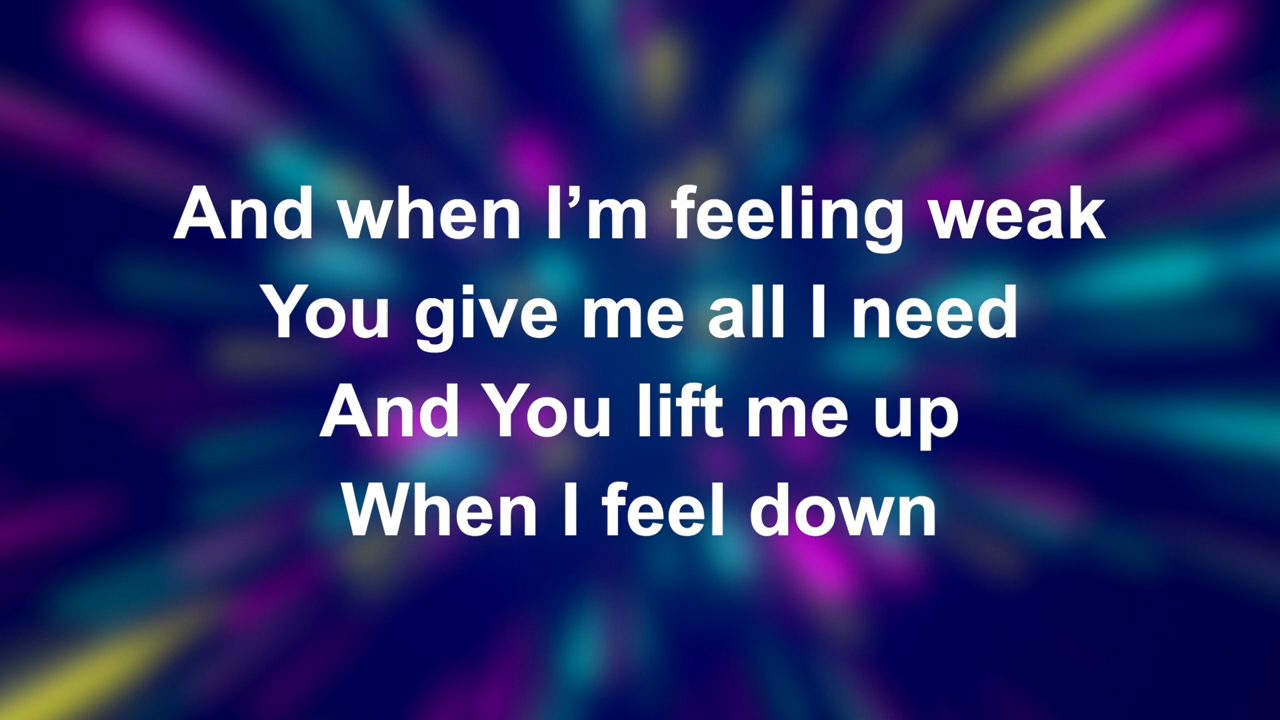 And when I’m feeling weak
You give me all I need
And You lift me up
When I feel down